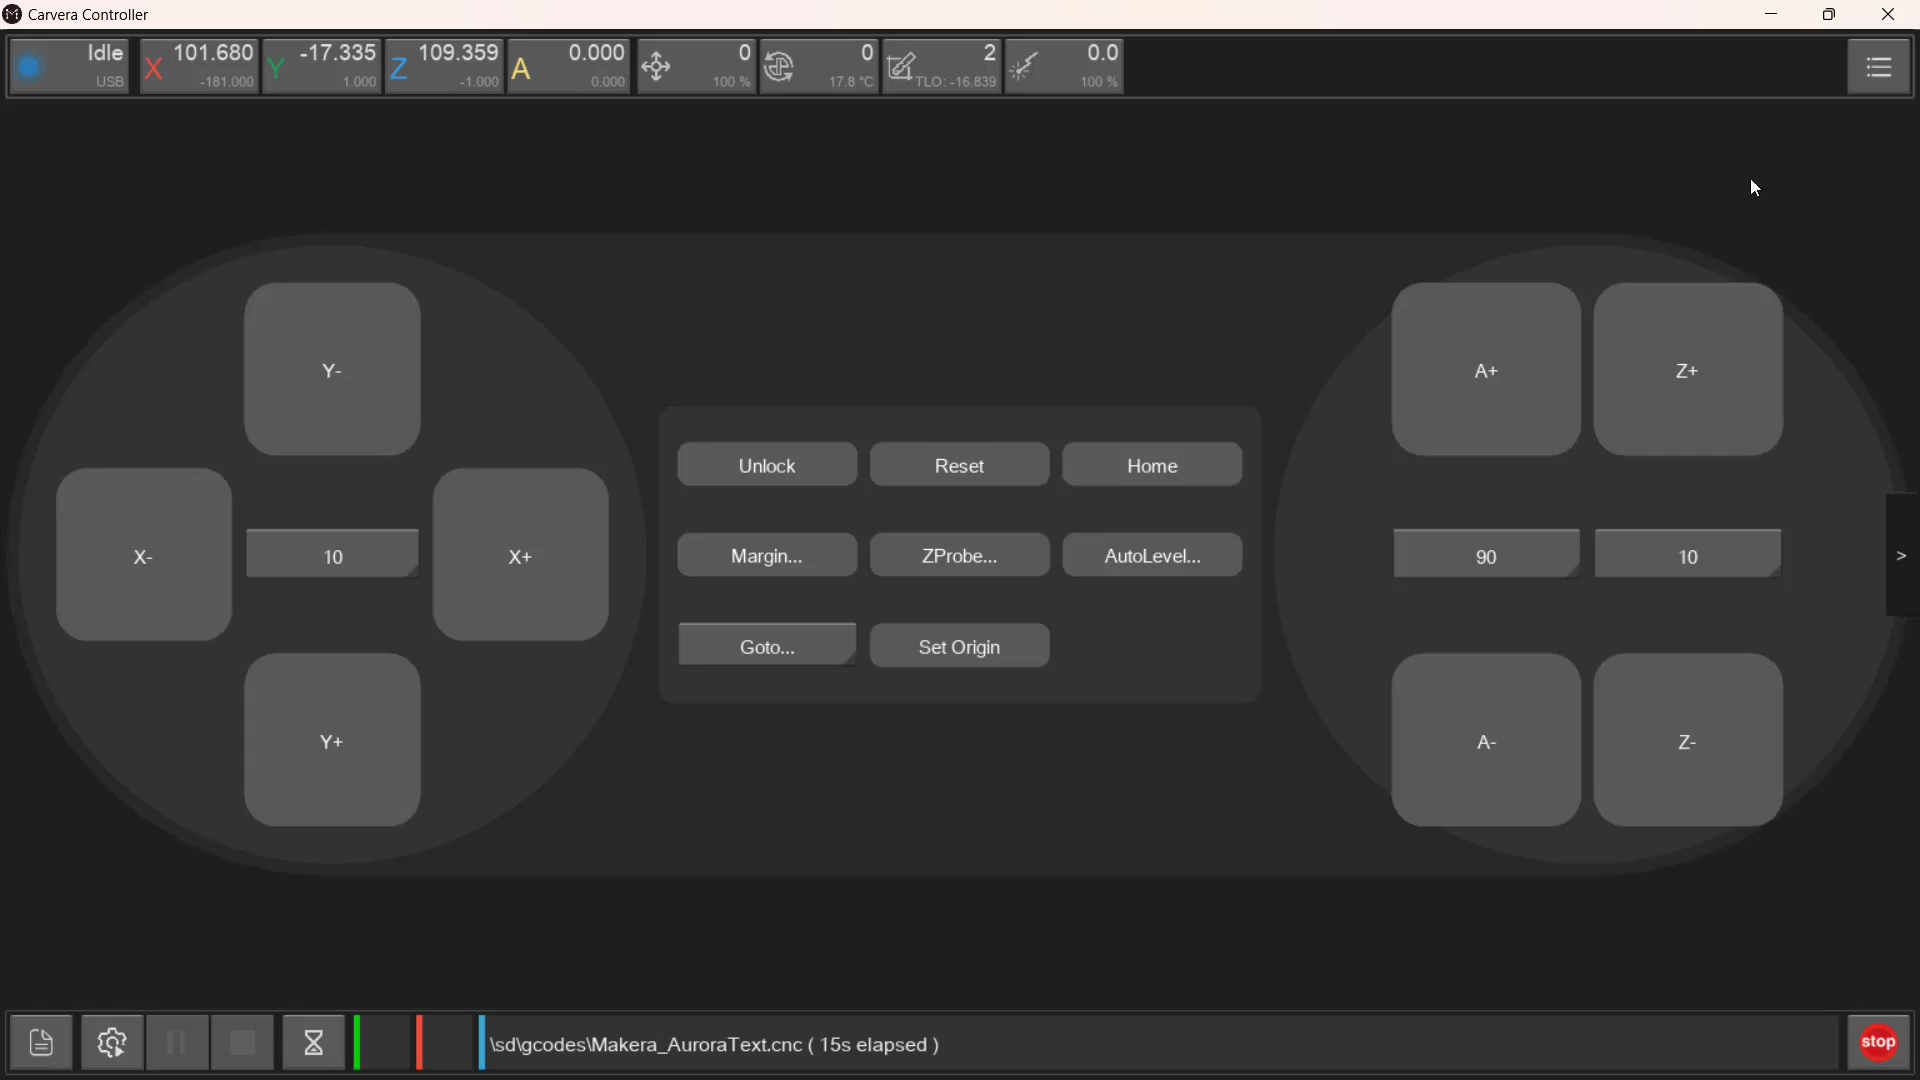 Carvera Controller
Idle
USB
X 101.680
-181.000
Y -17.335
1.000
Z 109.359
-1.000
A 0.000
0.000
0
100 %
0
17.8 °C
2
TLO: -16.839
0.0
100 %
Y-
X-
10
X+
Y+
Unlock Reset Home
Margin... ZProbe... AutoLevel...
Goto... Set Origin
A+ Z+
90 10
>
A- Z-
\sd\gcodes\Makera_AuroraText.cnc ( 15s elapsed )
stop